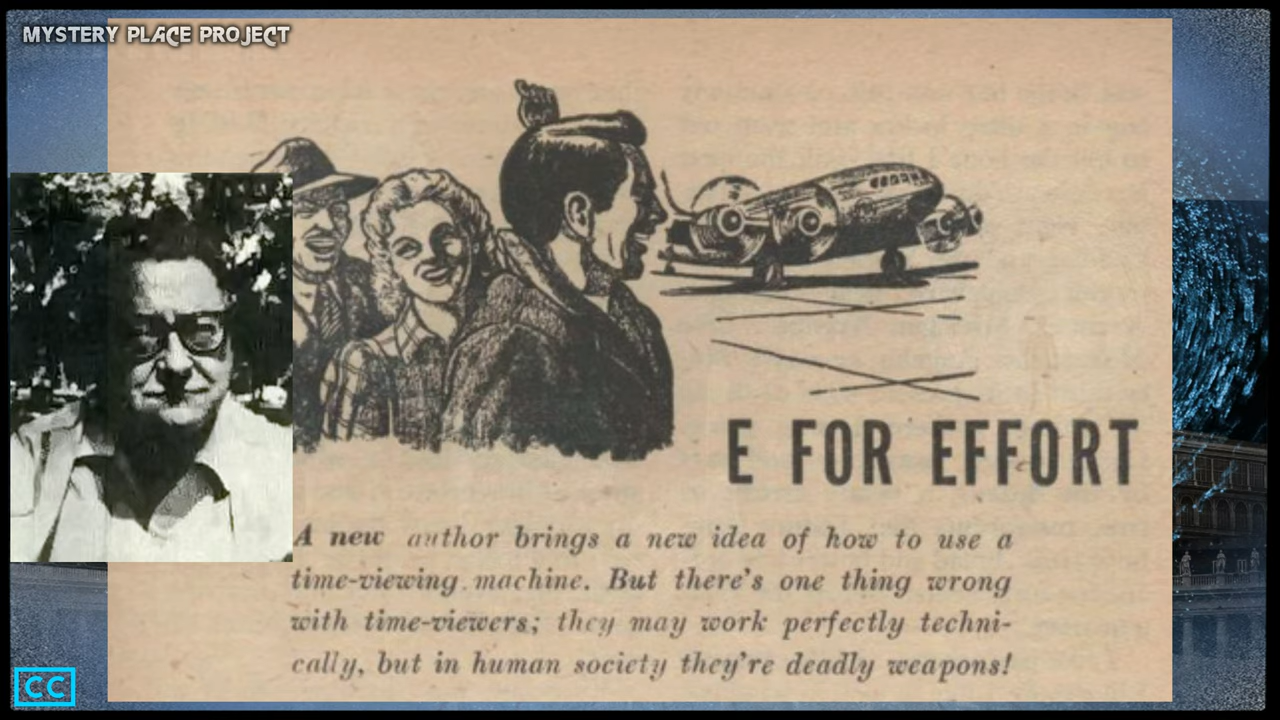 MYSTERY PLACE PROJECT
E FOR EFFORT
A new author brings a new idea of how to use a
time-viewing machine. But there's one thing wrong
with time-viewers; they may work perfectly techni-
cally, but in human society they're deadly weapons!
CC